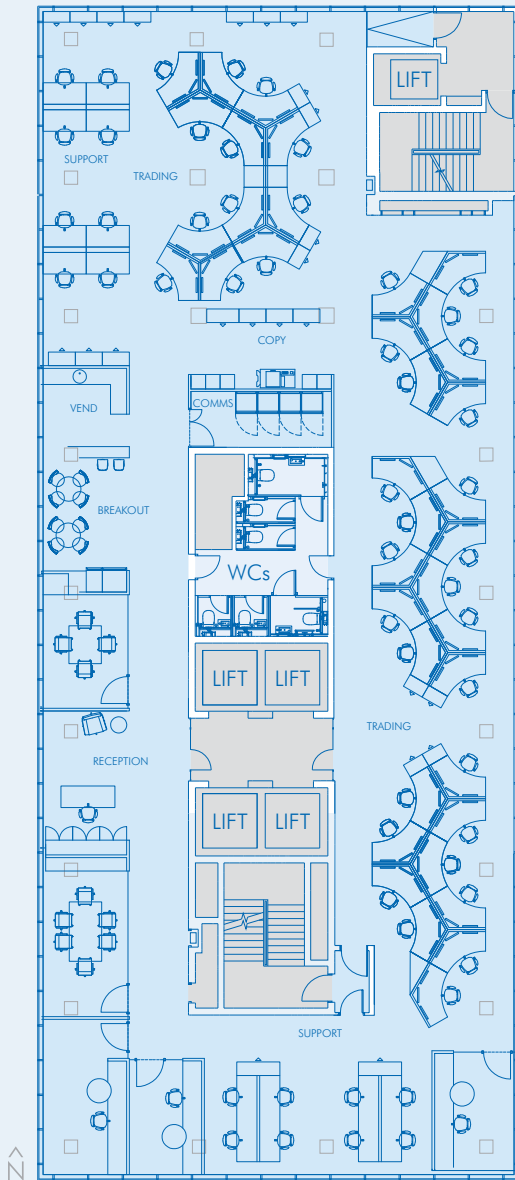 LIFT
SUPPORT
TRADING
COPY
VEND
COMMS
BREAKOUT
WCs
LIFT LIFT
TRADING
RECEPTION
LIFT LIFT
SUPPORT
N